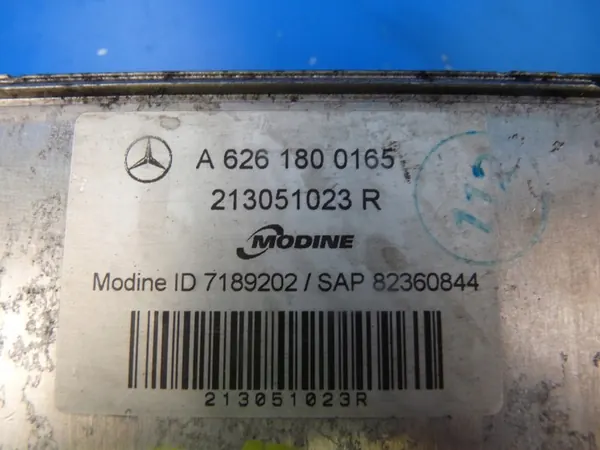 A 626 180 0165
213051023 R
MODINE
Modine ID 7189202 / SAP 82360844
213051023R